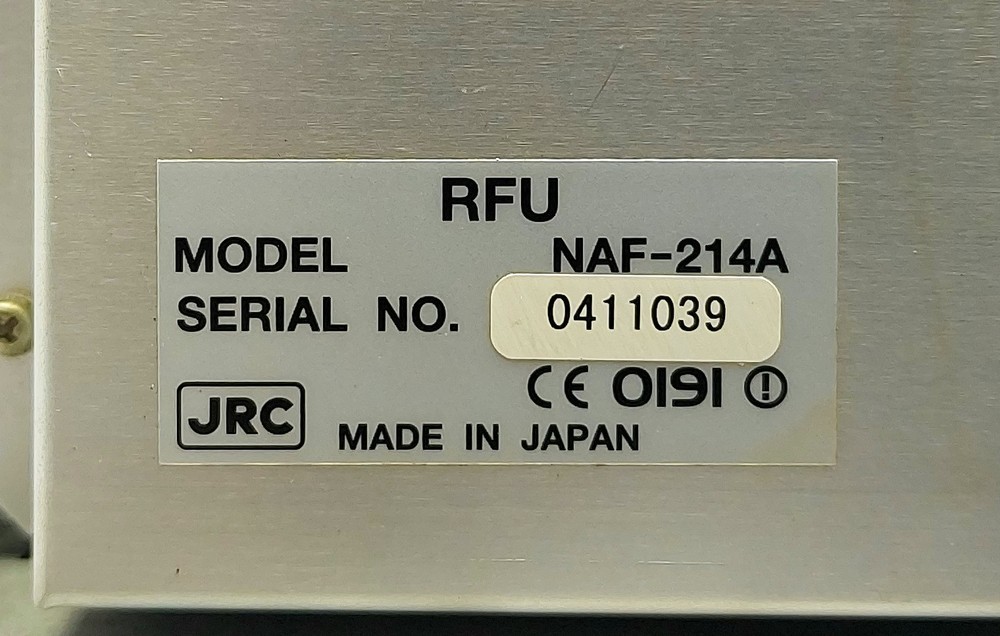 RFU
MODEL NAF-214A
SERIAL NO. 0411039
CE 0191 !
JRC MADE IN JAPAN